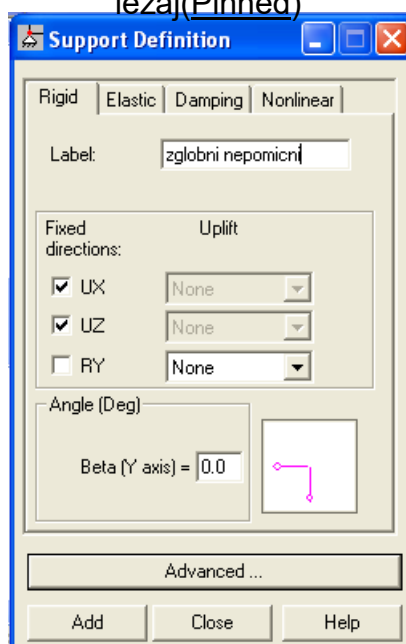 ležaj(Pinned)
Support Definition
Rigid Elastic Damping Nonlinear
Label: zglobni nepomicni
Fixed directions: Uplift
UX None
UZ None
RY None
Angle (Deg)
Beta (Y axis) = 0.0
Advanced ...
Add Close Help